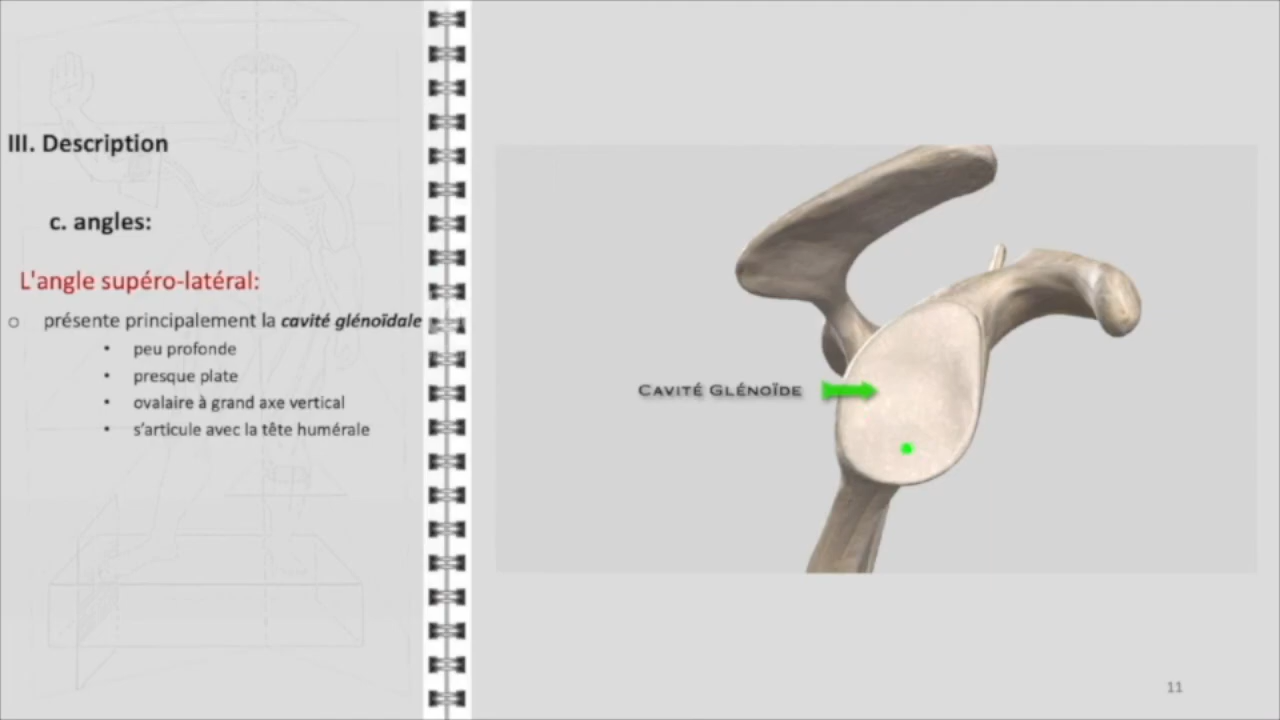 III. Description
c. angles:
L'angle supéro-latéral:
○ présente principalement la cavité glénoïdale
• peu profonde
• presque plate
• ovalaire à grand axe vertical
• s'articule avec la tête humérale
CAVITÉ GLÉNOÏDE
11